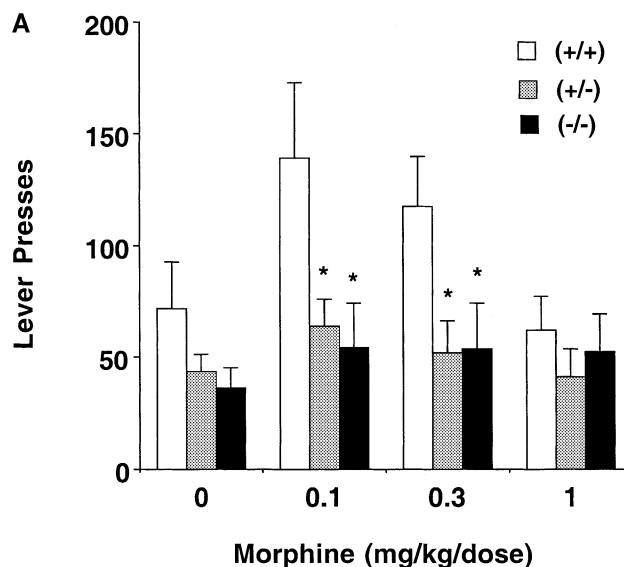 A
200
150
100
50
0
Lever Presses
(+/+)
(+/-)
(-/-)
* *
* *
0 0.1 0.3 1
Morphine (mg/kg/dose)